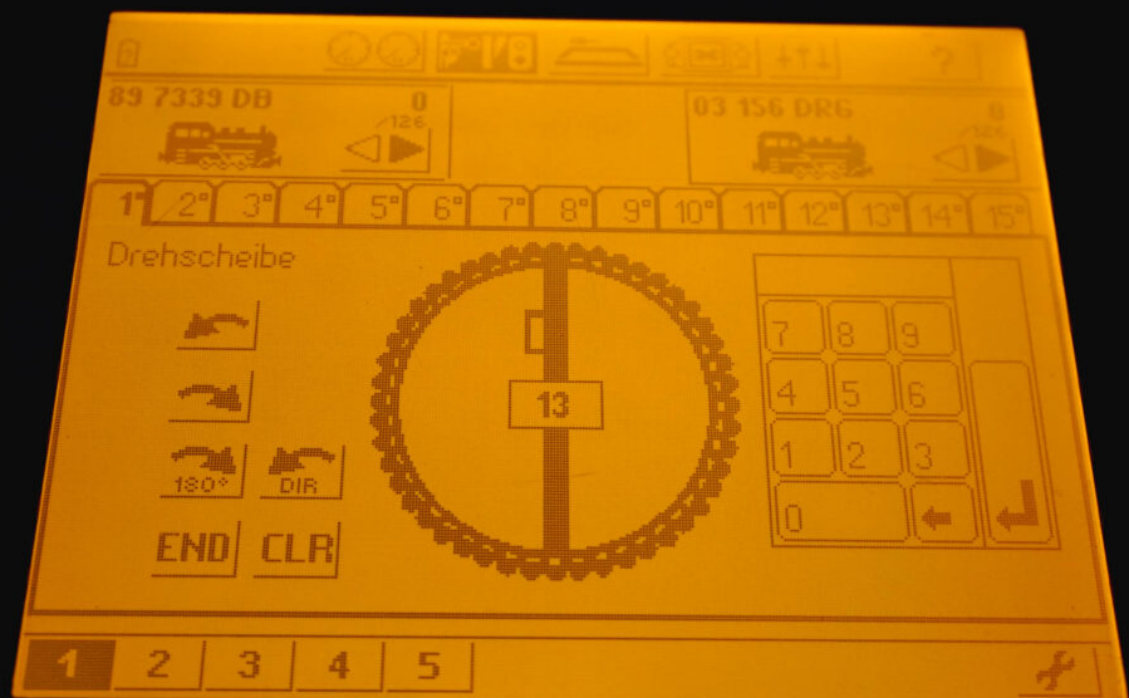 ?
89 7339 DB 0
/126
03 156 DRG 8
/126
1° 2° 3° 4° 5° 6° 7° 8° 9° 10° 11° 12° 13° 14° 15°
Drehscheibe
180° DIR
END CLR
13
7 8 9
4 5 6
1 2 3
0
1 2 3 4 5